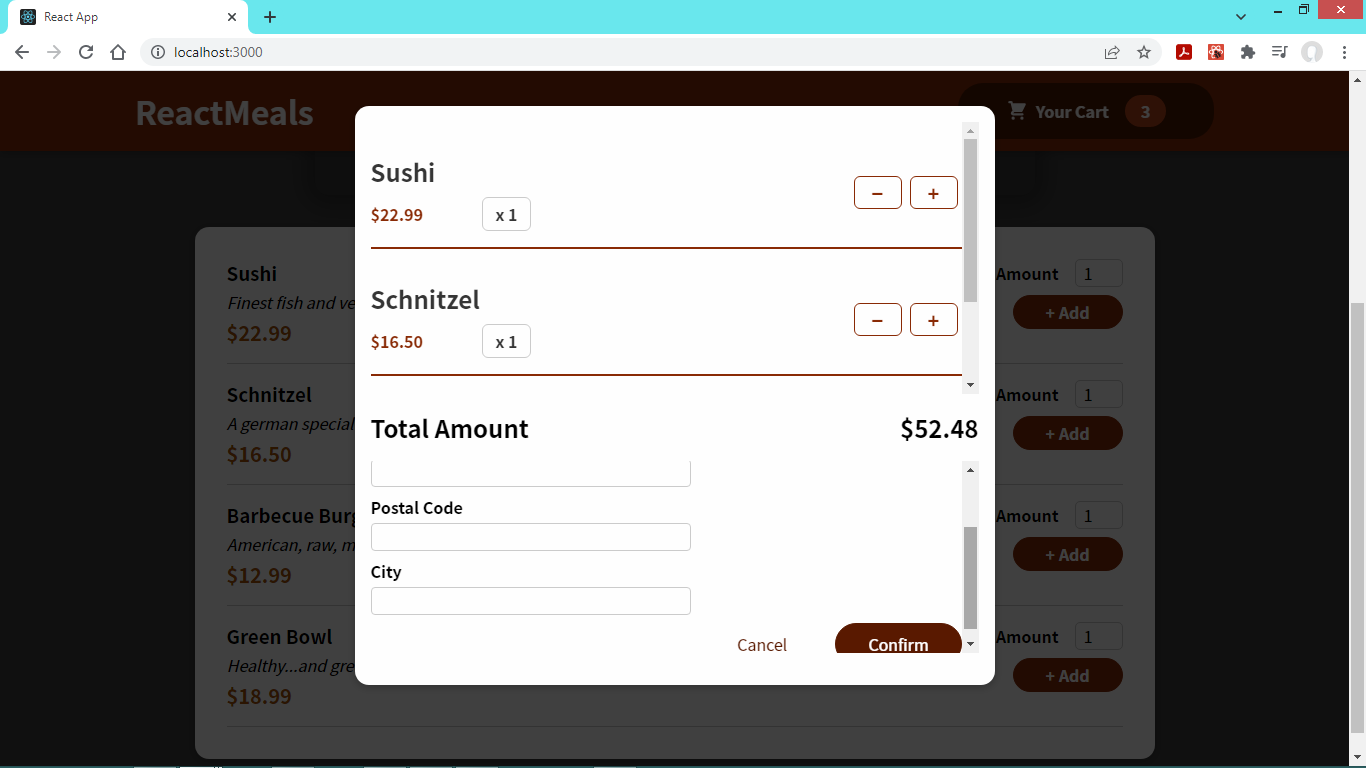 React App
localhost:3000
ReactMeals
Your Cart 3
Sushi
$22.99 x 1
− +
Schnitzel
$16.50 x 1
− +
Total Amount $52.48
Postal Code
City
Cancel Confirm
Sushi
Finest fish and ve
$22.99
Amount 1
+ Add
Schnitzel
A german special
$16.50
Amount 1
+ Add
Barbecue Burg
American, raw, m
$12.99
Amount 1
+ Add
Green Bowl
Healthy...and gre
$18.99
Amount 1
+ Add